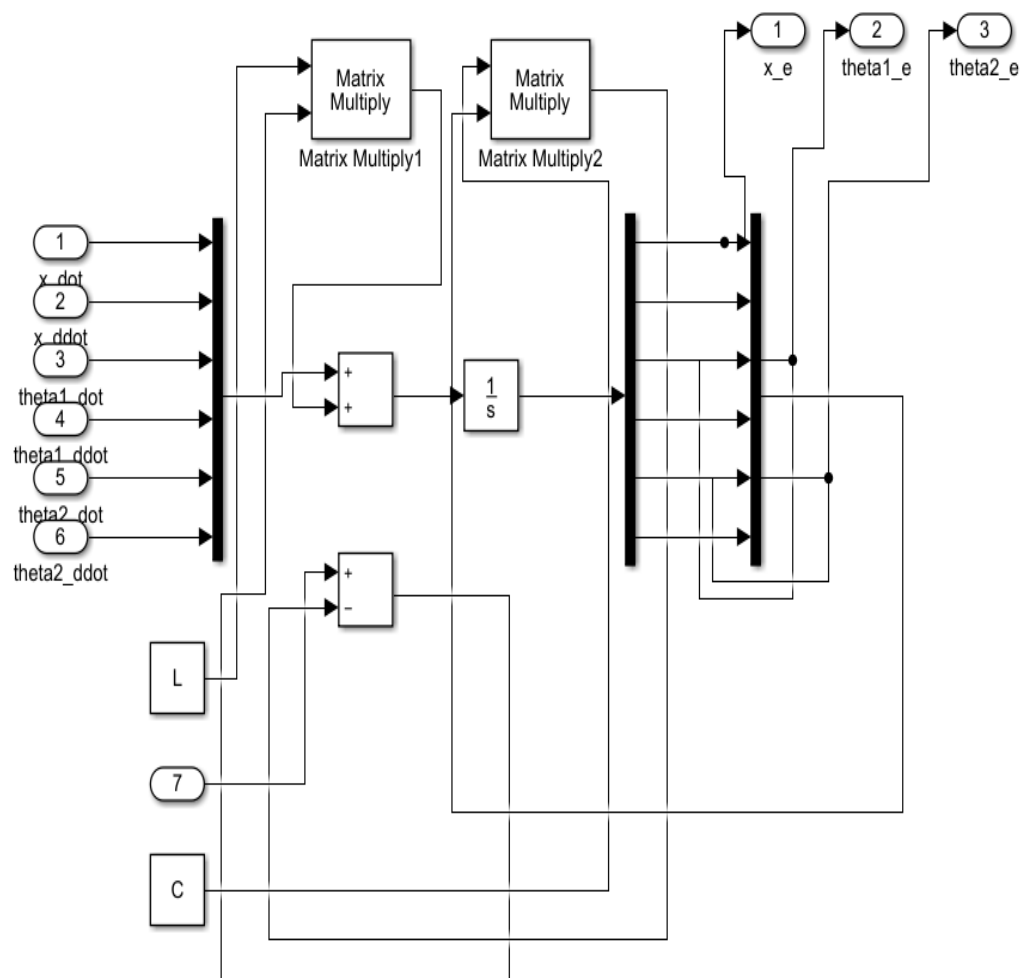 1
x_e
2
theta1_e
3
theta2_e
Matrix
Multiply
Matrix Multiply1
Matrix
Multiply
Matrix Multiply2
1
x_dot
2
x_ddot
3
theta1_dot
4
theta1_ddot
5
theta2_dot
6
theta2_ddot
+
+
1
s
+
−
L
7
C